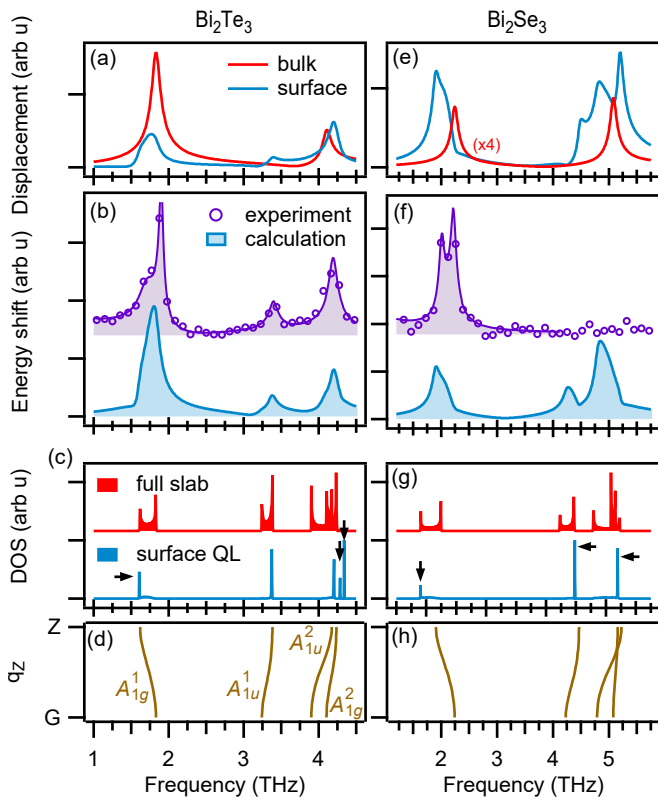 Bi2Te3
Bi2Se3
Displacement (arb u)
(a)
bulk
surface
(e)
(x4)
Energy shift (arb u)
(b)
experiment
calculation
(f)
DOS (arb u)
(c)
full slab
surface QL
(g)
qZ
Z
G
(d)
A1g1
A1u1
A1u2
A1g2
(h)
1 2 3 4
2 3 4 5
Frequency (THz)
Frequency (THz)